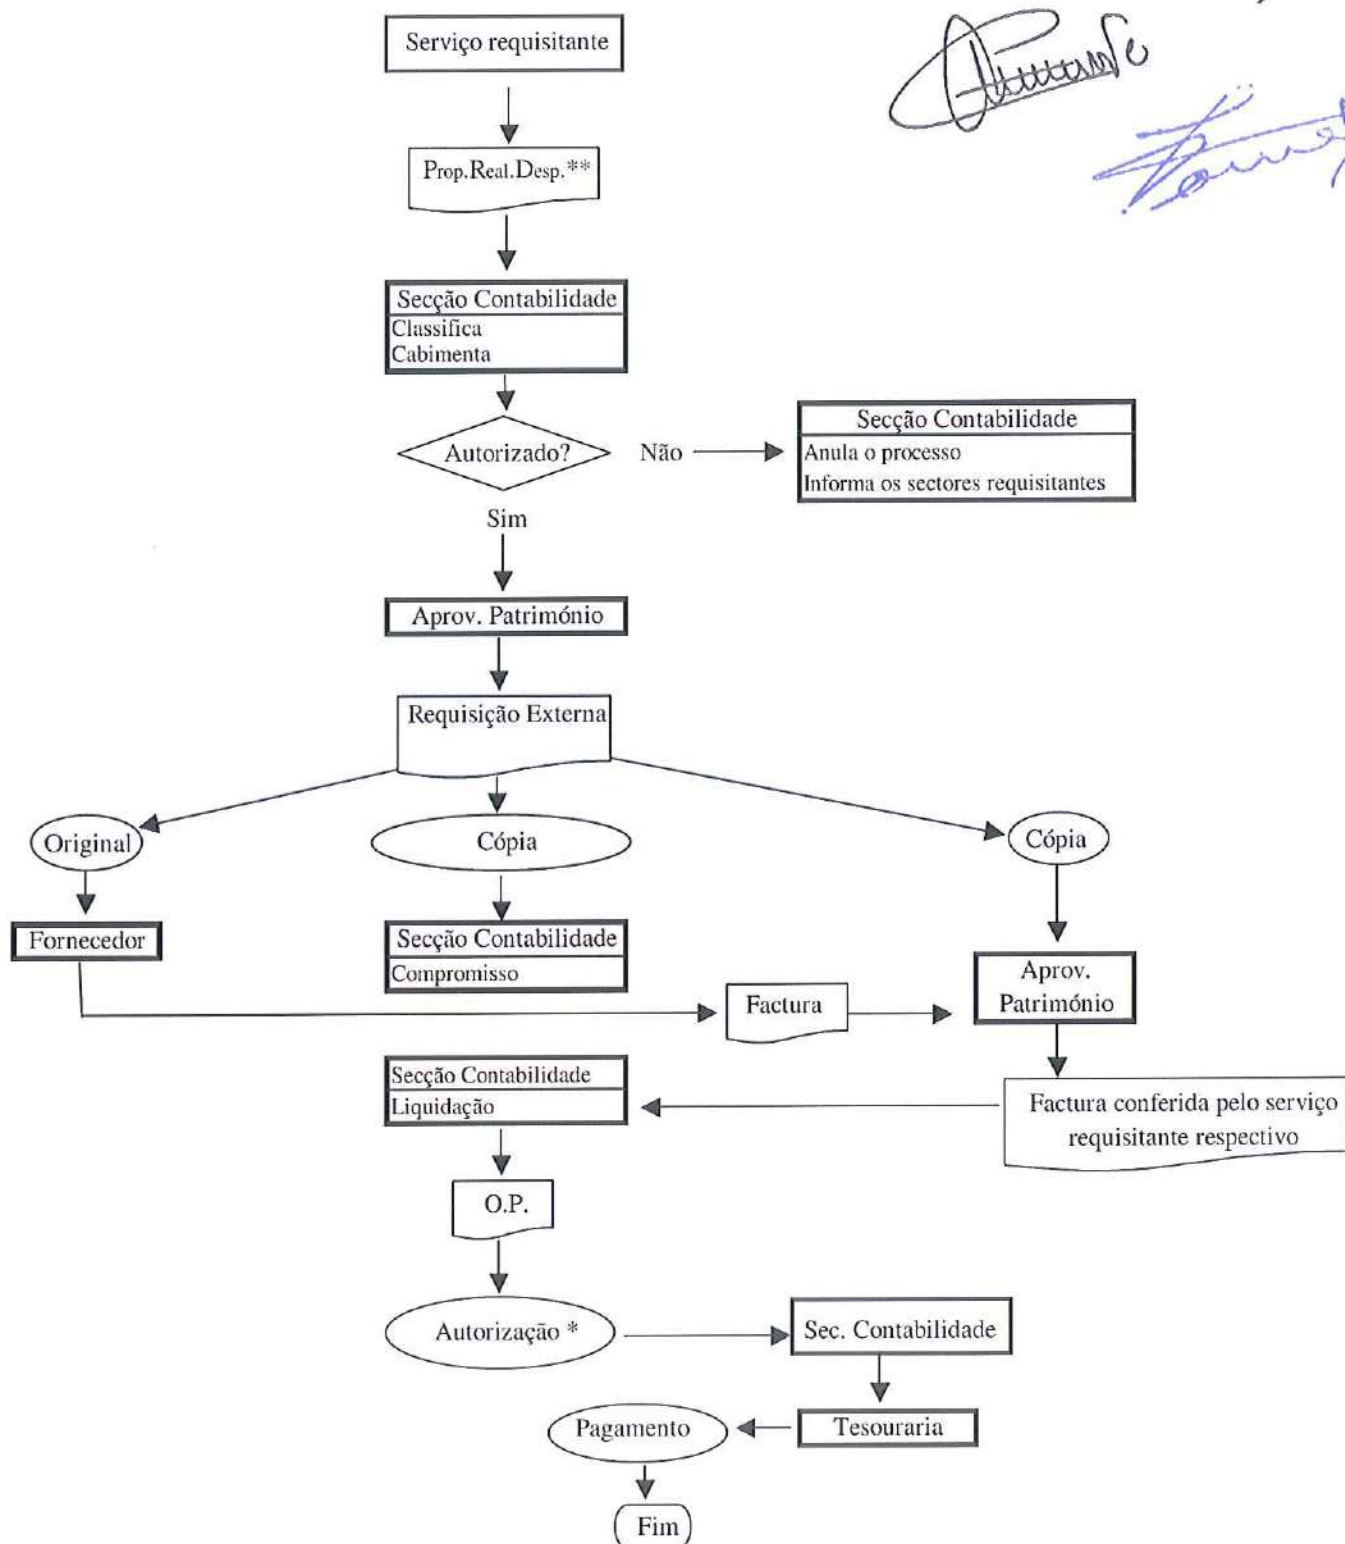 Serviço requisitante
Prop.Real.Desp.**
Secção Contabilidade
Classifica
Cabimenta
Autorizado?
Não
Secção Contabilidade
Anula o processo
Informa os sectores requisitantes
Sim
Aprov. Património
Requisição Externa
Original
Cópia
Cópia
Fornecedor
Secção Contabilidade
Compromisso
Aprov.
Património
Factura
Secção Contabilidade
Liquidação
Factura conferida pelo serviço
requisitante respectivo
O.P.
Autorização *
Sec. Contabilidade
Pagamento
Tesouraria
Fim